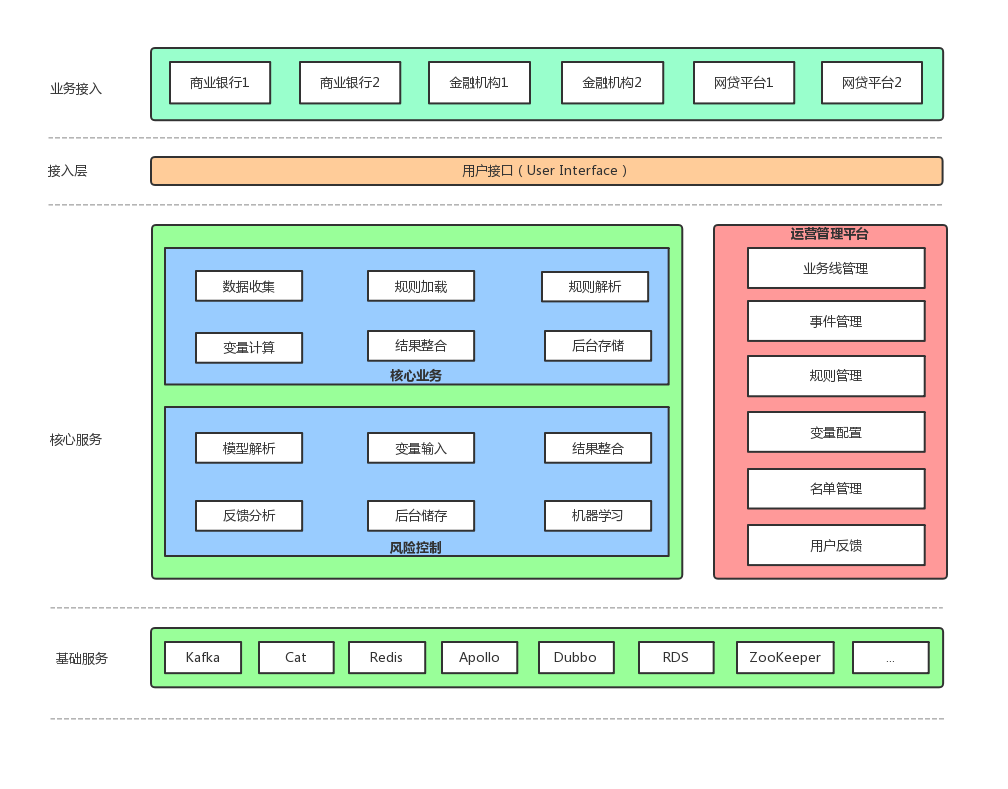 业务接入
商业银行1
商业银行2
金融机构1
金融机构2
网贷平台1
网贷平台2
接入层
用户接口（User Interface）
核心服务
数据收集
规则加载
规则解析
变量计算
结果整合
后台存储
核心业务
模型解析
变量输入
结果整合
反馈分析
后台储存
机器学习
风险控制
运营管理平台
业务线管理
事件管理
规则管理
变量配置
名单管理
用户反馈
基础服务
Kafka
Cat
Redis
Apollo
Dubbo
RDS
ZooKeeper
...